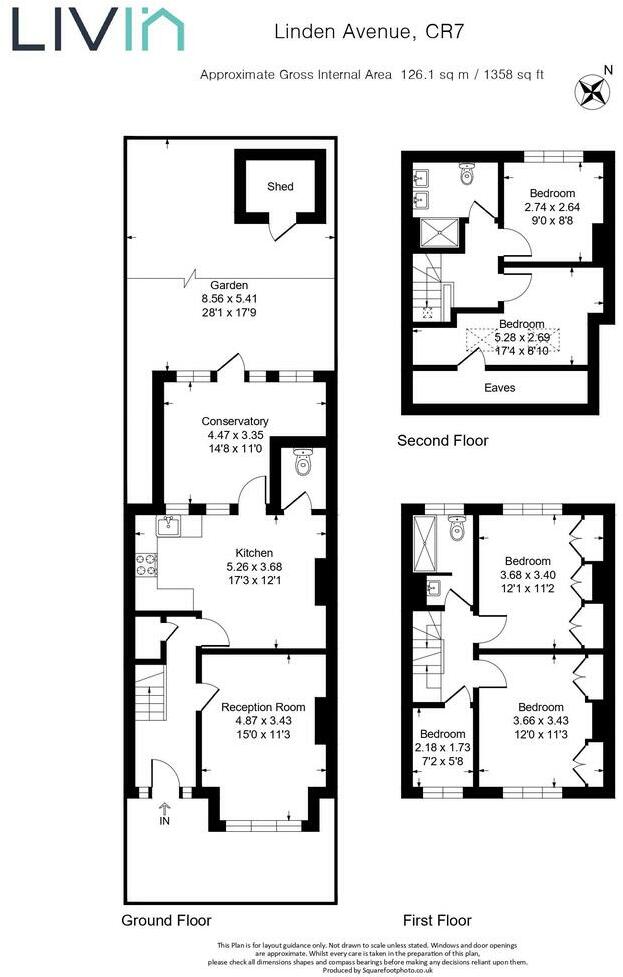 LIVIN
Linden Avenue, CR7
Approximate Gross Internal Area 126.1 sq m / 1358 sq ft
N
Shed
Garden
8.56 x 5.41
28'1 x 17'9
Conservatory
4.47 x 3.35
14'8 x 11'0
Kitchen
5.26 x 3.68
17'3 x 12'1
Reception Room
4.87 x 3.43
15'0 x 11'3
IN
Ground Floor
Bedroom
2.74 x 2.64
9'0 x 8'8
Bedroom
5.28 x 2.69
17'4 x 8'10
Eaves
Second Floor
Bedroom
3.68 x 3.40
12'1 x 11'2
Bedroom
3.66 x 3.43
12'0 x 11'3
Bedroom
2.18 x 1.73
7'2 x 5'8
First Floor
This Plan is for layout guidance only. Not drawn to scale unless stated. Windows and door openings
are approximate. Whilst every care is taken in the preparation of this plan,
please check all dimensions shapes and compass bearings before making any decisions reliant upon them.
Produced by Squarefootphoto.co.uk